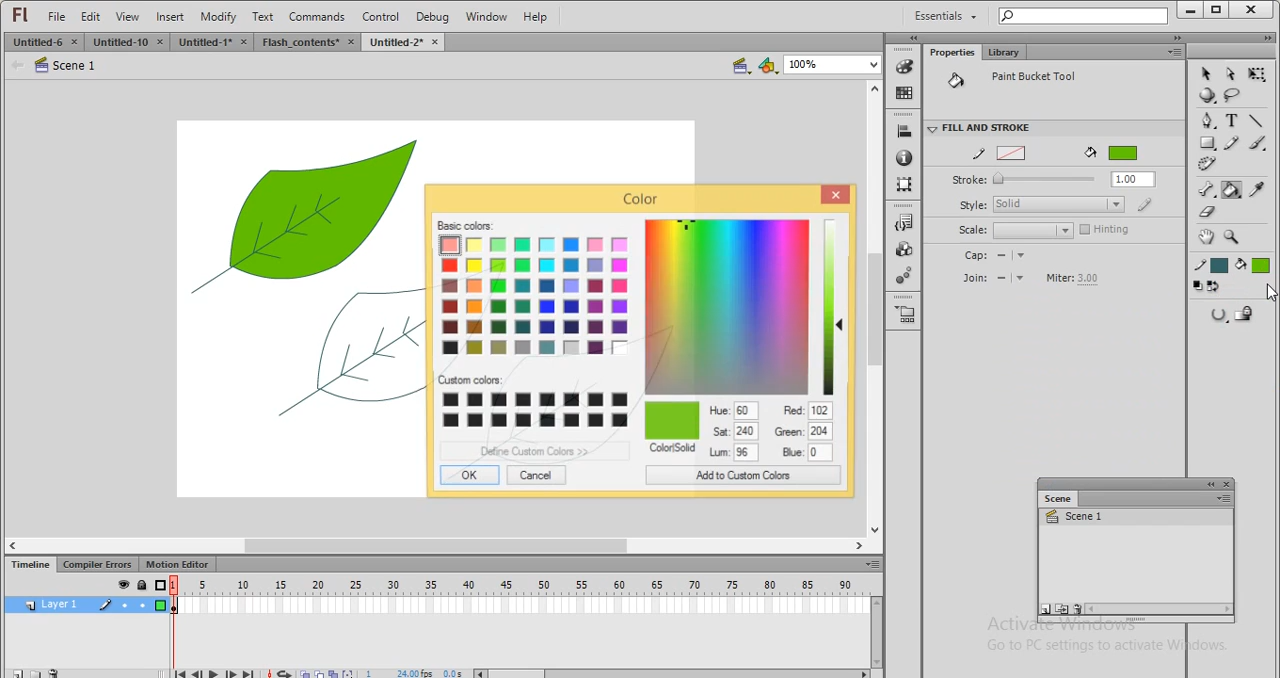 Fl File Edit View Insert Modify Text Commands Control Debug Window Help Essentials
Untitled-6 × Untitled-10 × Untitled-1* × Flash_contents* × Untitled-2* ×
Scene 1 100%
Properties Library
Paint Bucket Tool
FILL AND STROKE
Stroke: 1.00
Style: Solid
Scale: Hinting
Cap:
Join: Miter: 3.00
Color
Basic colors:
Custom colors:
Define Custom Colors >>
OK Cancel
Color|Solid
Hue: 60 Red: 102
Sat: 240 Green: 204
Lum: 96 Blue: 0
Add to Custom Colors
Scene
Scene 1
Timeline Compiler Errors Motion Editor
1 5 10 15 20 25 30 35 40 45 50 55 60 65 70 75 80 85 90
Layer 1
1 24.00 fps 0.0 s
Activate Windows
Go to PC settings to activate Windows.